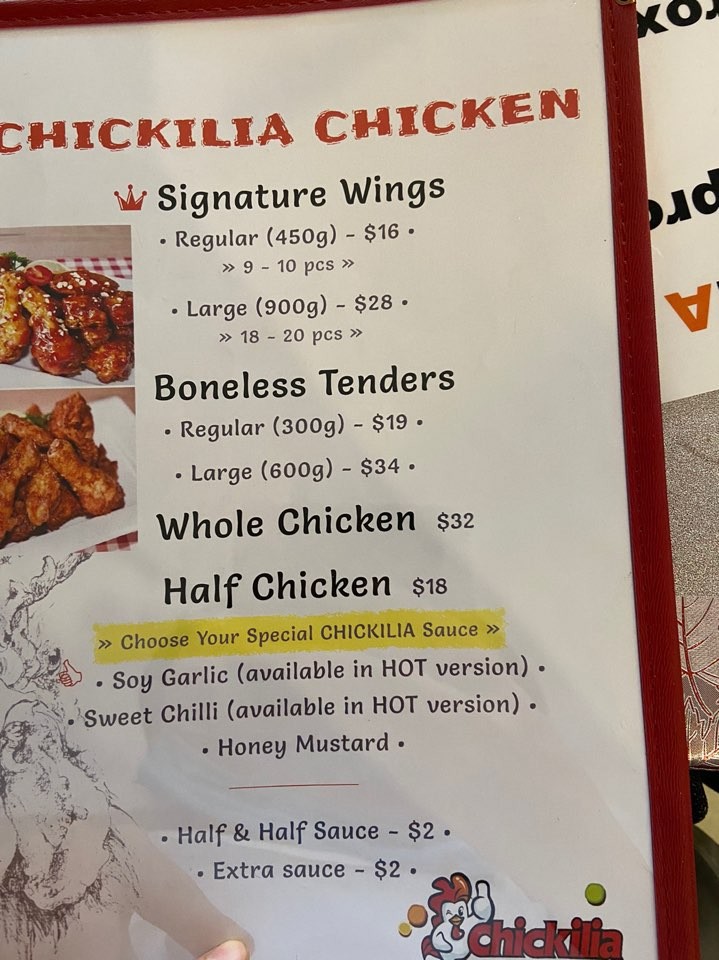 CHICKILIA CHICKEN
Signature Wings
• Regular (450g) - $16 •
» 9 - 10 pcs »
• Large (900g) - $28 •
» 18 - 20 pcs »
Boneless Tenders
• Regular (300g) - $19 •
• Large (600g) - $34 •
Whole Chicken $32
Half Chicken $18
» Choose Your Special CHICKILIA Sauce »
• Soy Garlic (available in HOT version) •
• Sweet Chilli (available in HOT version) •
• Honey Mustard •
• Half & Half Sauce - $2 •
• Extra sauce - $2 •
Chickilia